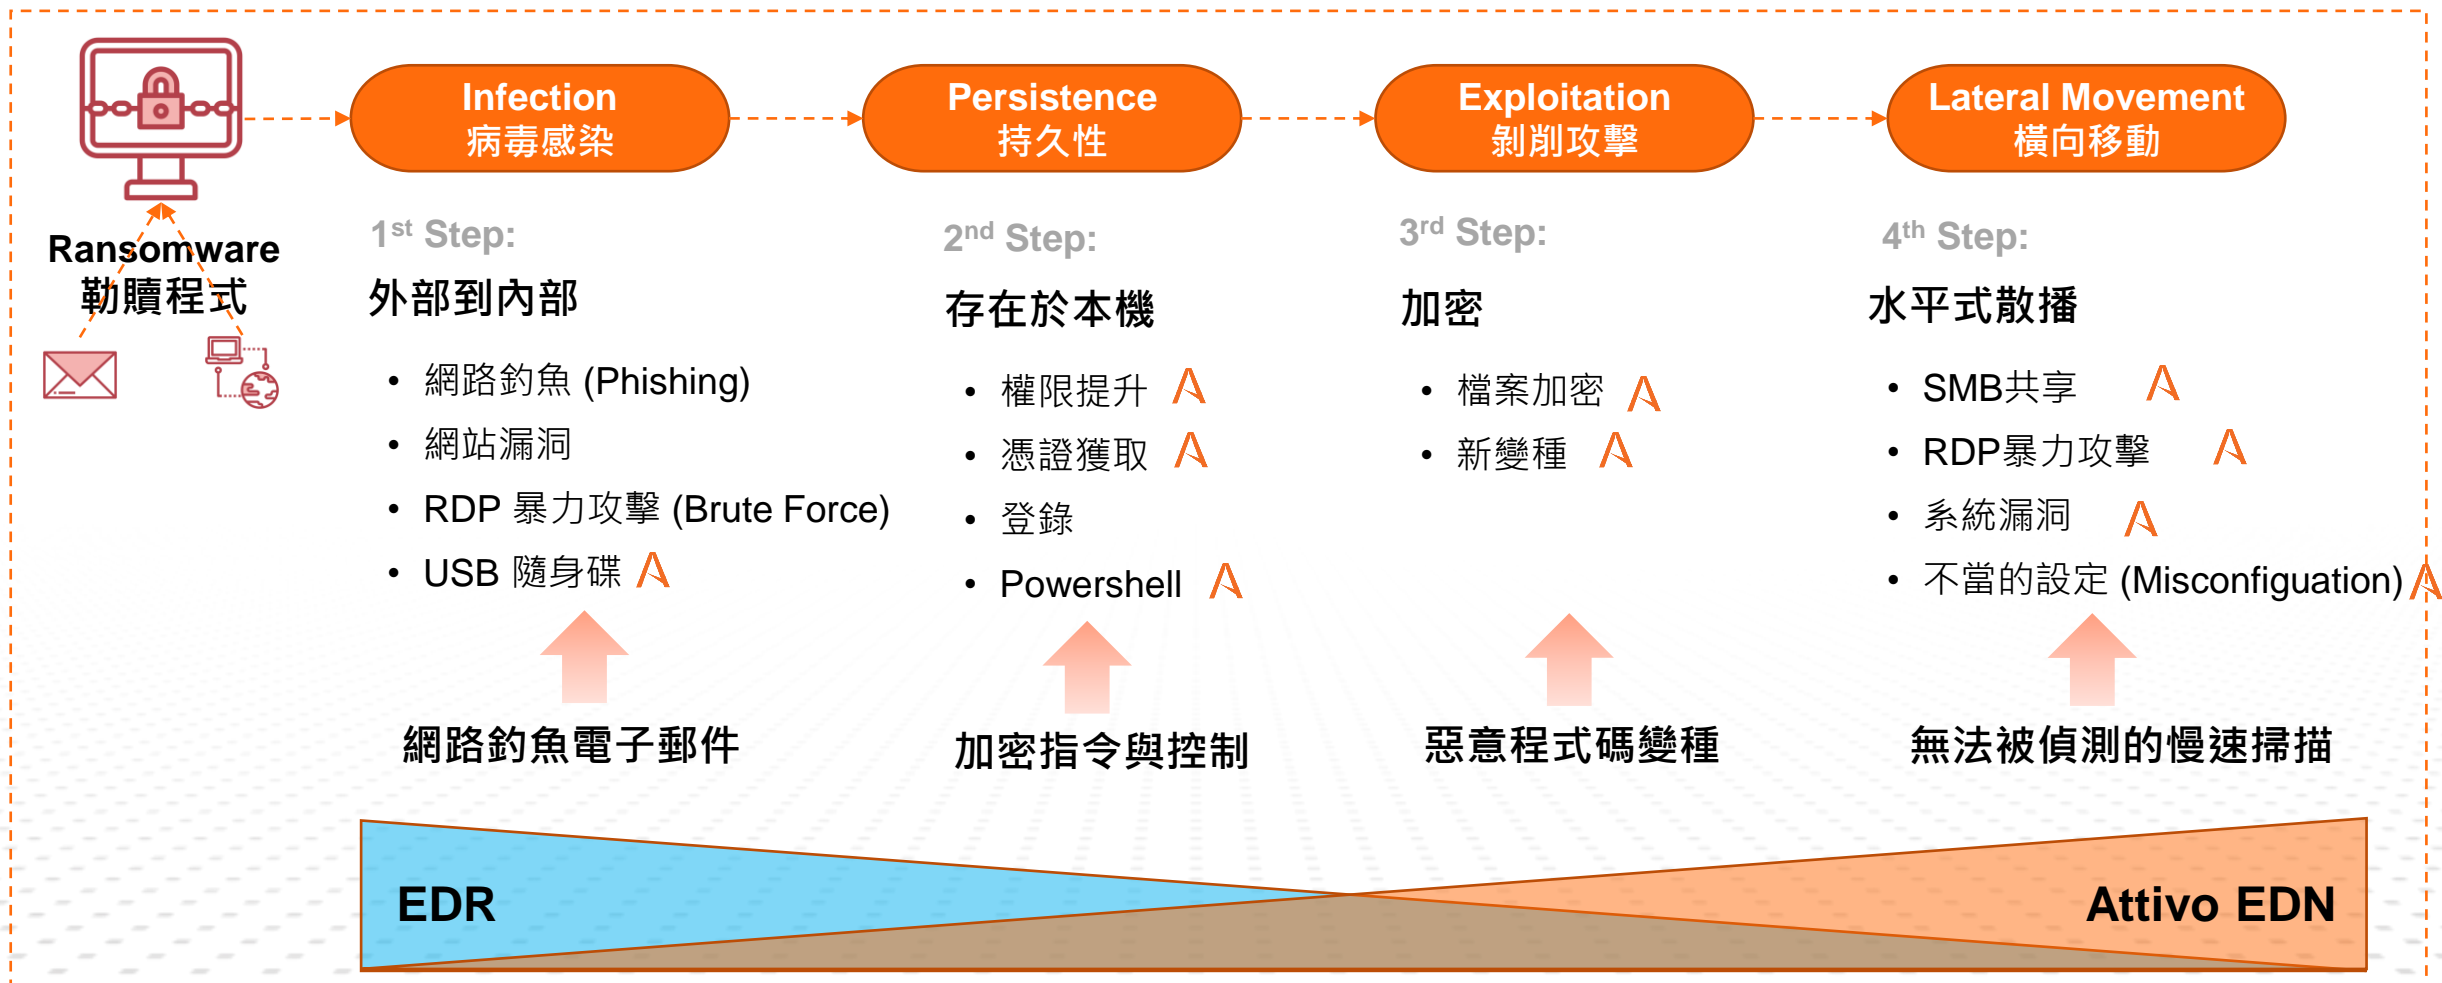 Ransomware
勒贖程式
Infection
病毒感染
1st Step:
外部到內部
• 網路釣魚 (Phishing)
• 網站漏洞
• RDP 暴力攻擊 (Brute Force)
• USB 隨身碟
網路釣魚電子郵件
Persistence
持久性
2nd Step:
存在於本機
• 權限提升
• 憑證獲取
• 登錄
• Powershell
加密指令與控制
Exploitation
剝削攻擊
3rd Step:
加密
• 檔案加密
• 新變種
惡意程式碼變種
Lateral Movement
橫向移動
4th Step:
水平式散播
• SMB共享
• RDP暴力攻擊
• 系統漏洞
• 不當的設定 (Misconfiguation)
無法被偵測的慢速掃描
EDR
Attivo EDN